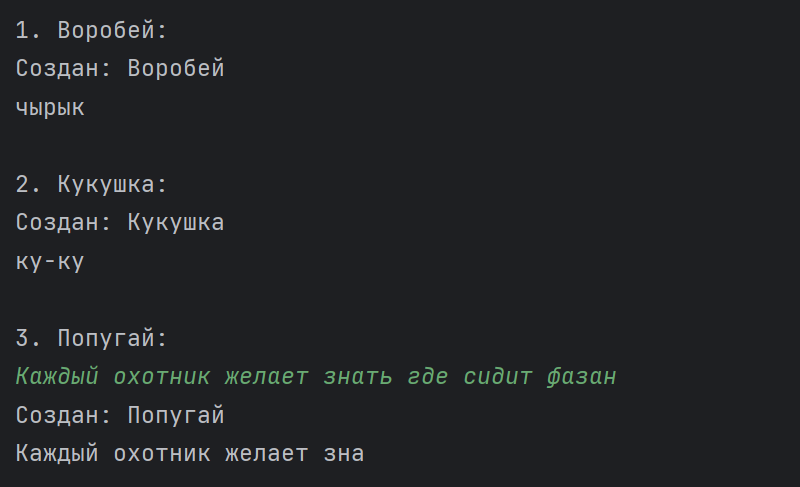 1. Воробей:
Создан: Воробей
чырык
2. Кукушка:
Создан: Кукушка
ку-ку
3. Попугай:
Каждый охотник желает знать где сидит фазан
Создан: Попугай
Каждый охотник желает зна